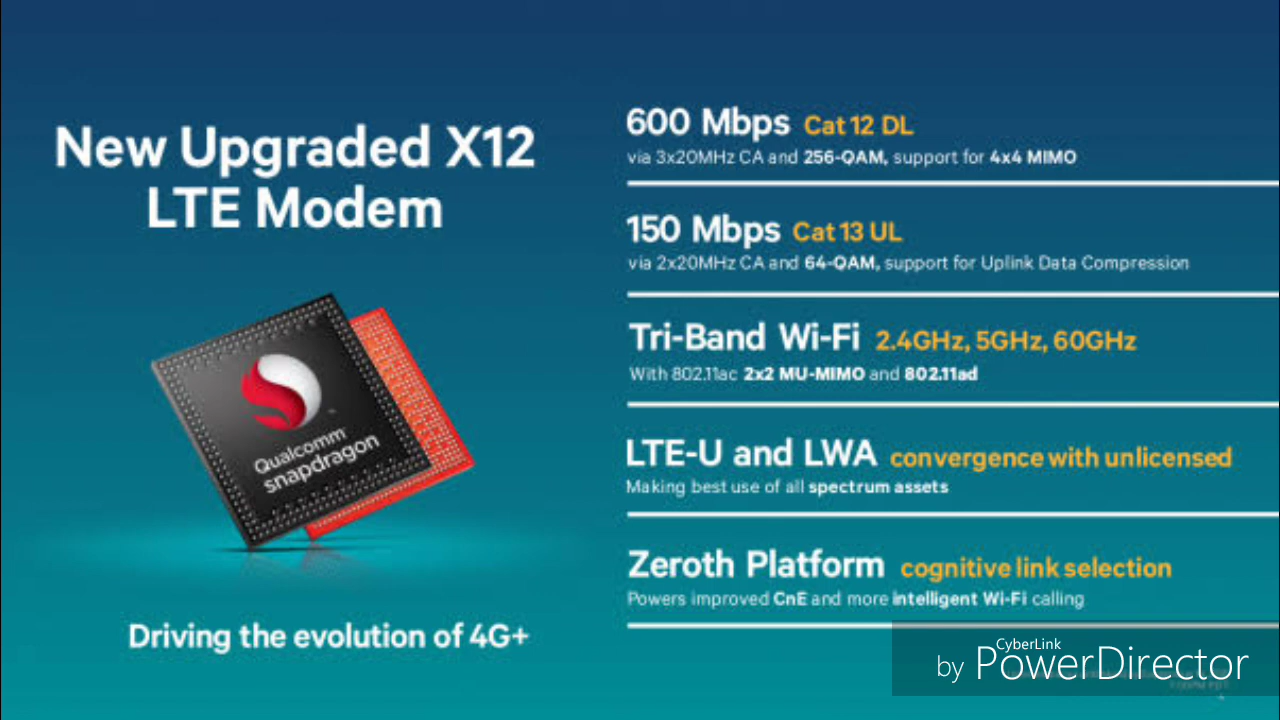 New Upgraded X12
LTE Modem
Qualcomm
snapdragon
Driving the evolution of 4G+
600 Mbps Cat 12 DL
via 3x20MHz CA and 256-QAM, support for 4x4 MIMO
150 Mbps Cat 13 UL
via 2x20MHz CA and 64-QAM, support for Uplink Data Compression
Tri-Band Wi-Fi 2.4GHz, 5GHz, 60GHz
With 802.11ac 2x2 MU-MIMO and 802.11ad
LTE-U and LWA convergence with unlicensed
Making best use of all spectrum assets
Zeroth Platform cognitive link selection
Powers improved CnE and more intelligent Wi-Fi calling
CyberLink
by PowerDirector